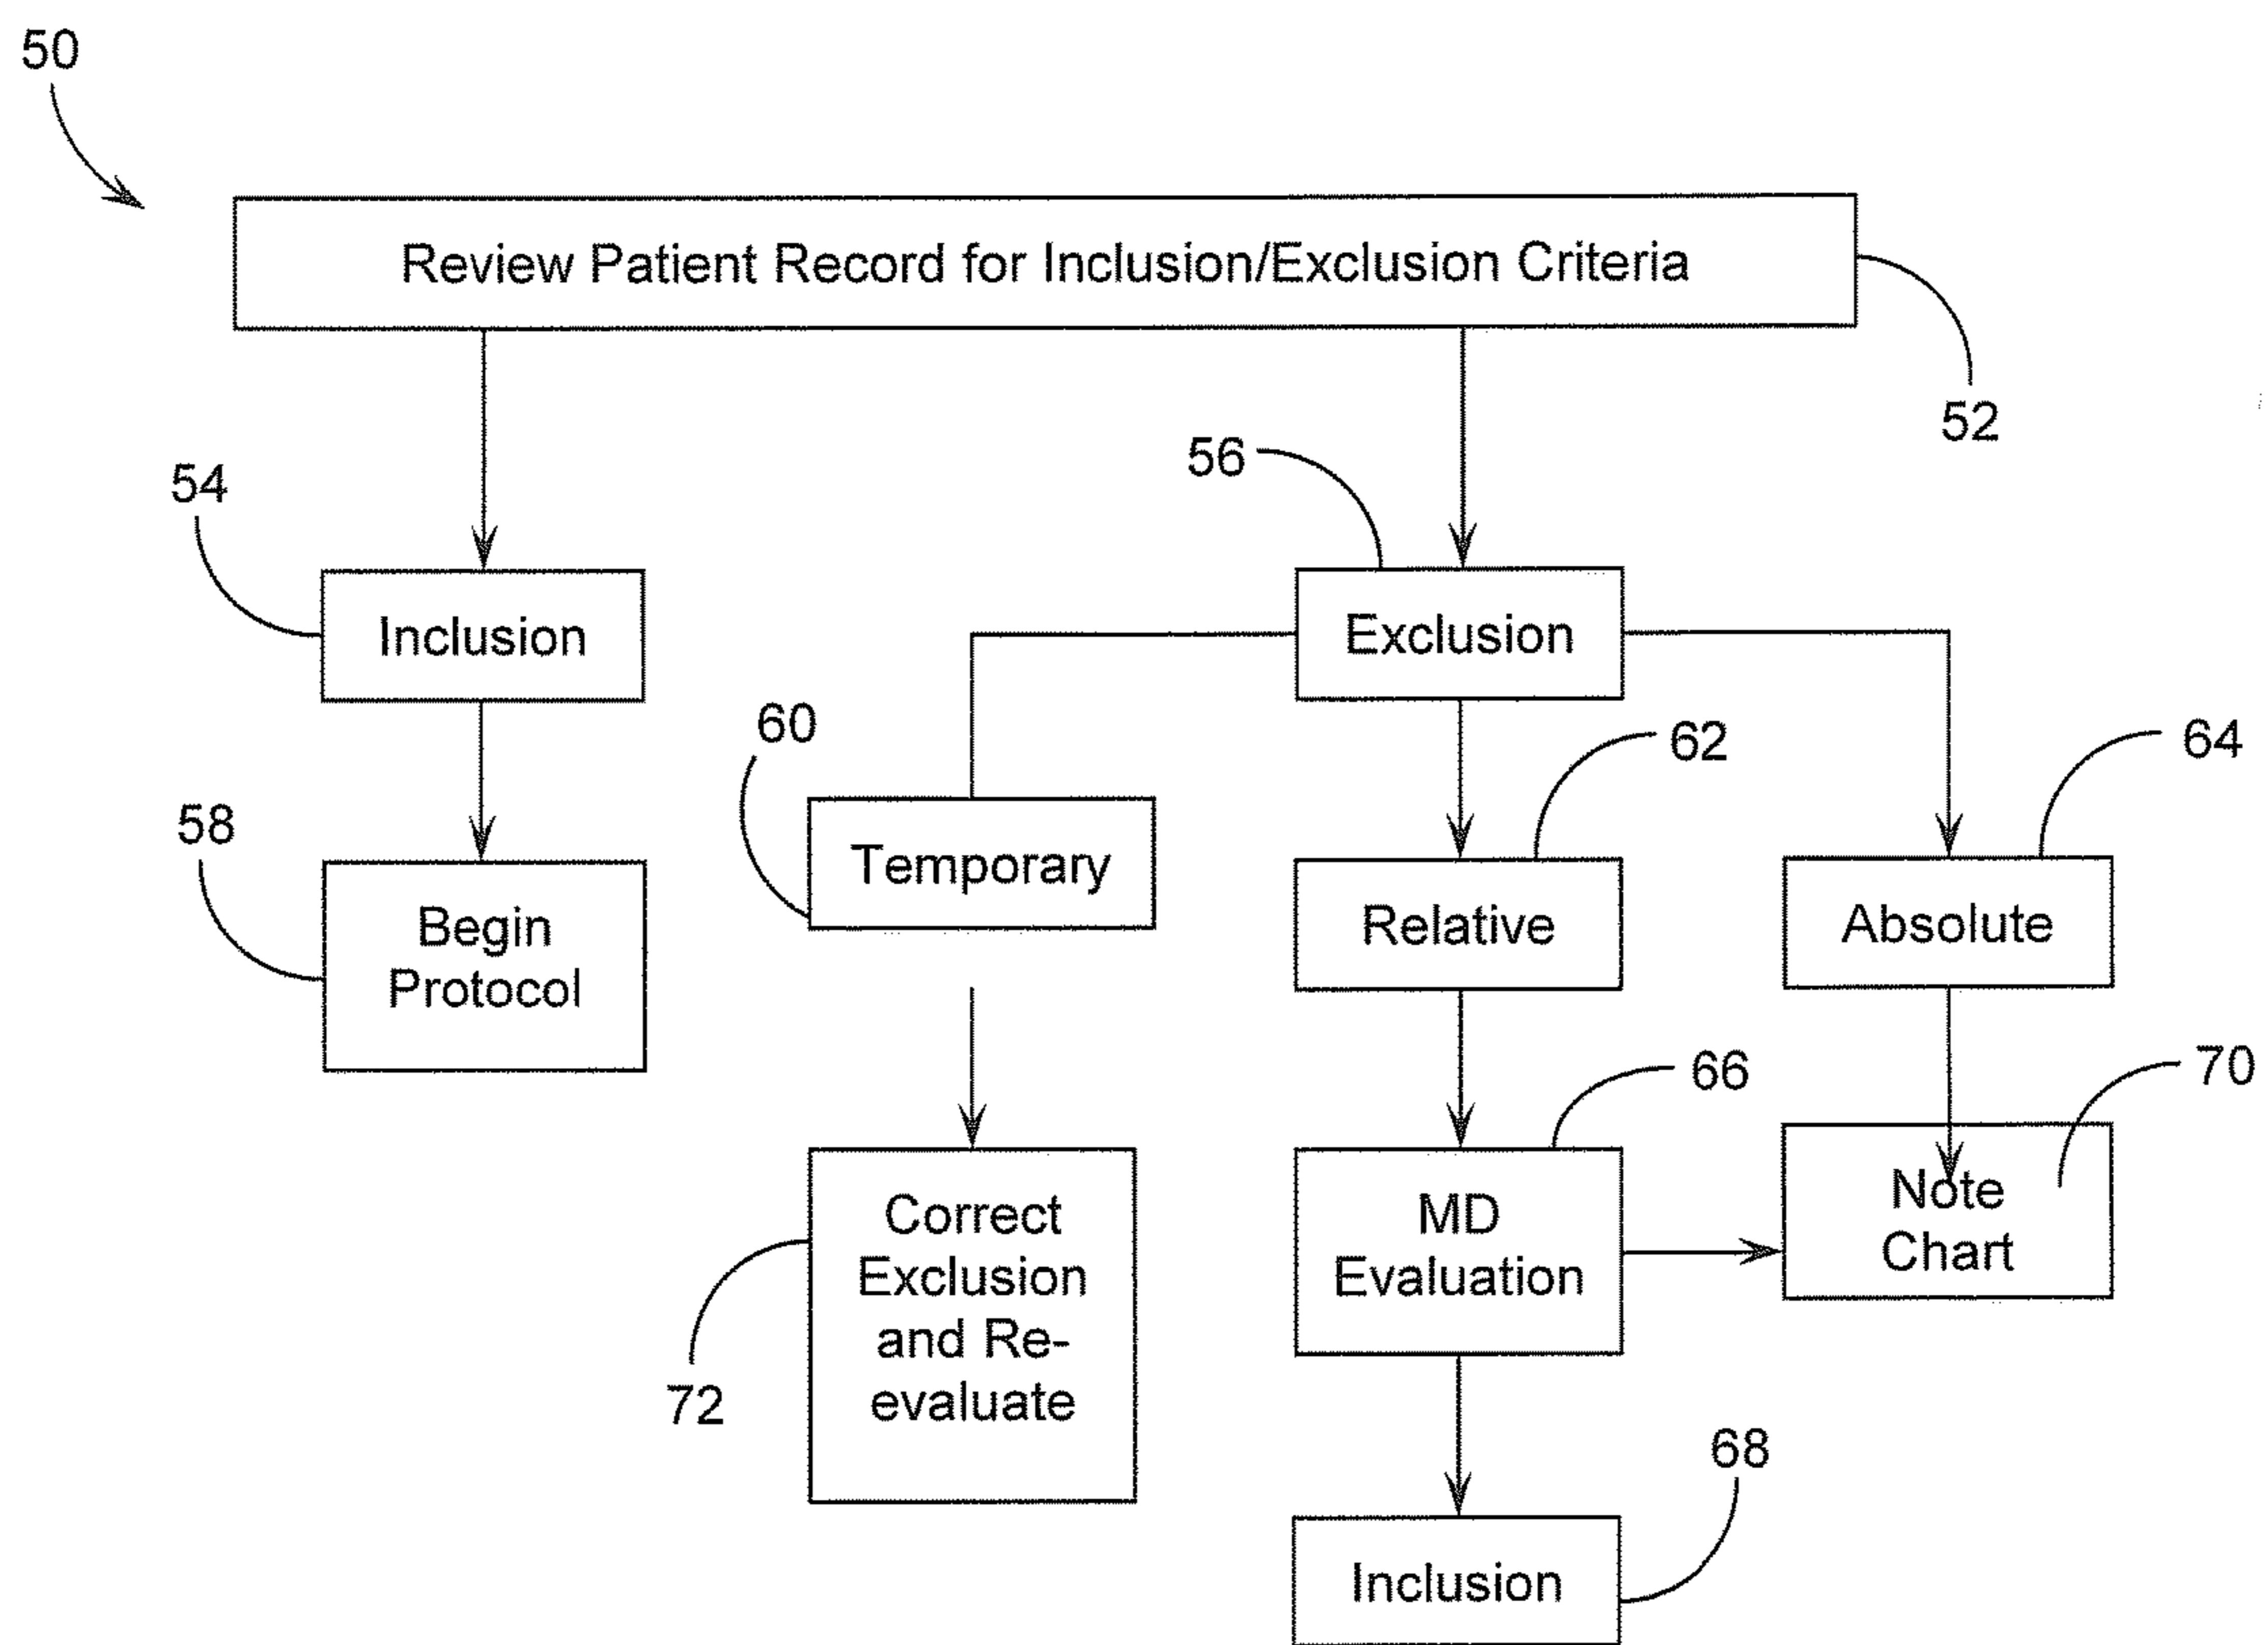 50
Review Patient Record for Inclusion/Exclusion Criteria
52
54
56
Inclusion
Exclusion
60
62
64
58
Temporary
Begin
Protocol
Relative
Absolute
66
70
Correct
Exclusion
and Re-
evaluate
MD
Evaluation
Note
Chart
72
68
Inclusion